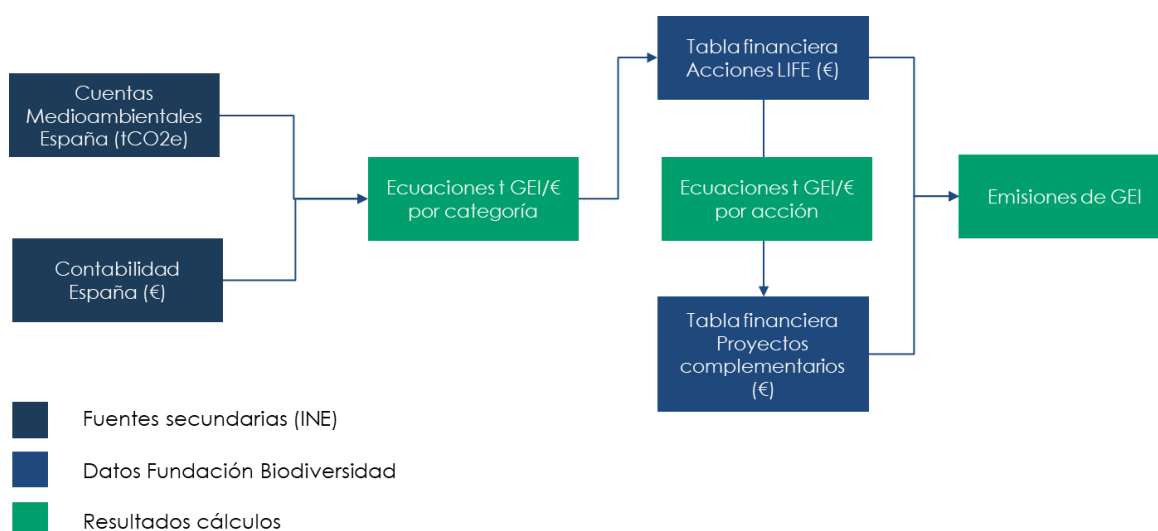 Cuentas
Medioambientales
España (tCO2e)
Contabilidad
España (€)
Ecuaciones t GEI/€
por categoría
Tabla financiera
Acciones LIFE (€)
Ecuaciones t GEI/€
por acción
Tabla financiera
Proyectos
complementarios
(€)
Emisiones de GEI
Fuentes secundarias (INE)
Datos Fundación Biodiversidad
Resultados cálculos